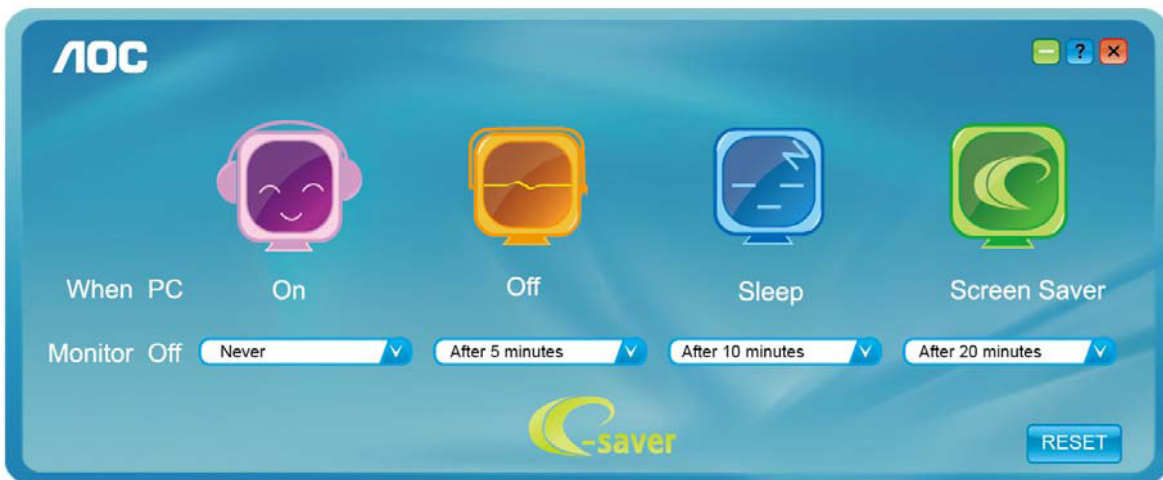 AOC
?
When PC On Off Sleep Screen Saver
Monitor Off Never After 5 minutes After 10 minutes After 20 minutes
e-saver
RESET